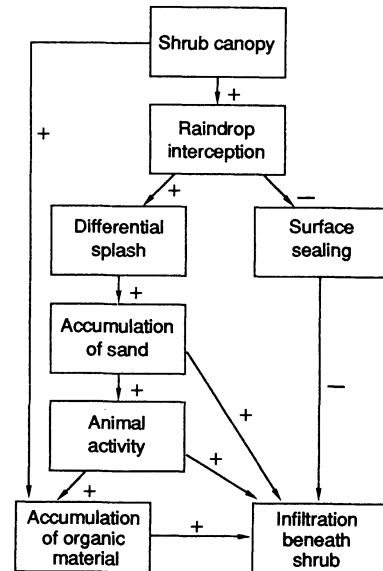 Shrub canopy
+
+
Raindrop
interception
+
−
Differential
splash
Surface
sealing
+
Accumulation
of sand
+
+
−
Animal
activity
+
+
Accumulation
of organic
material
+
Infiltration
beneath
shrub